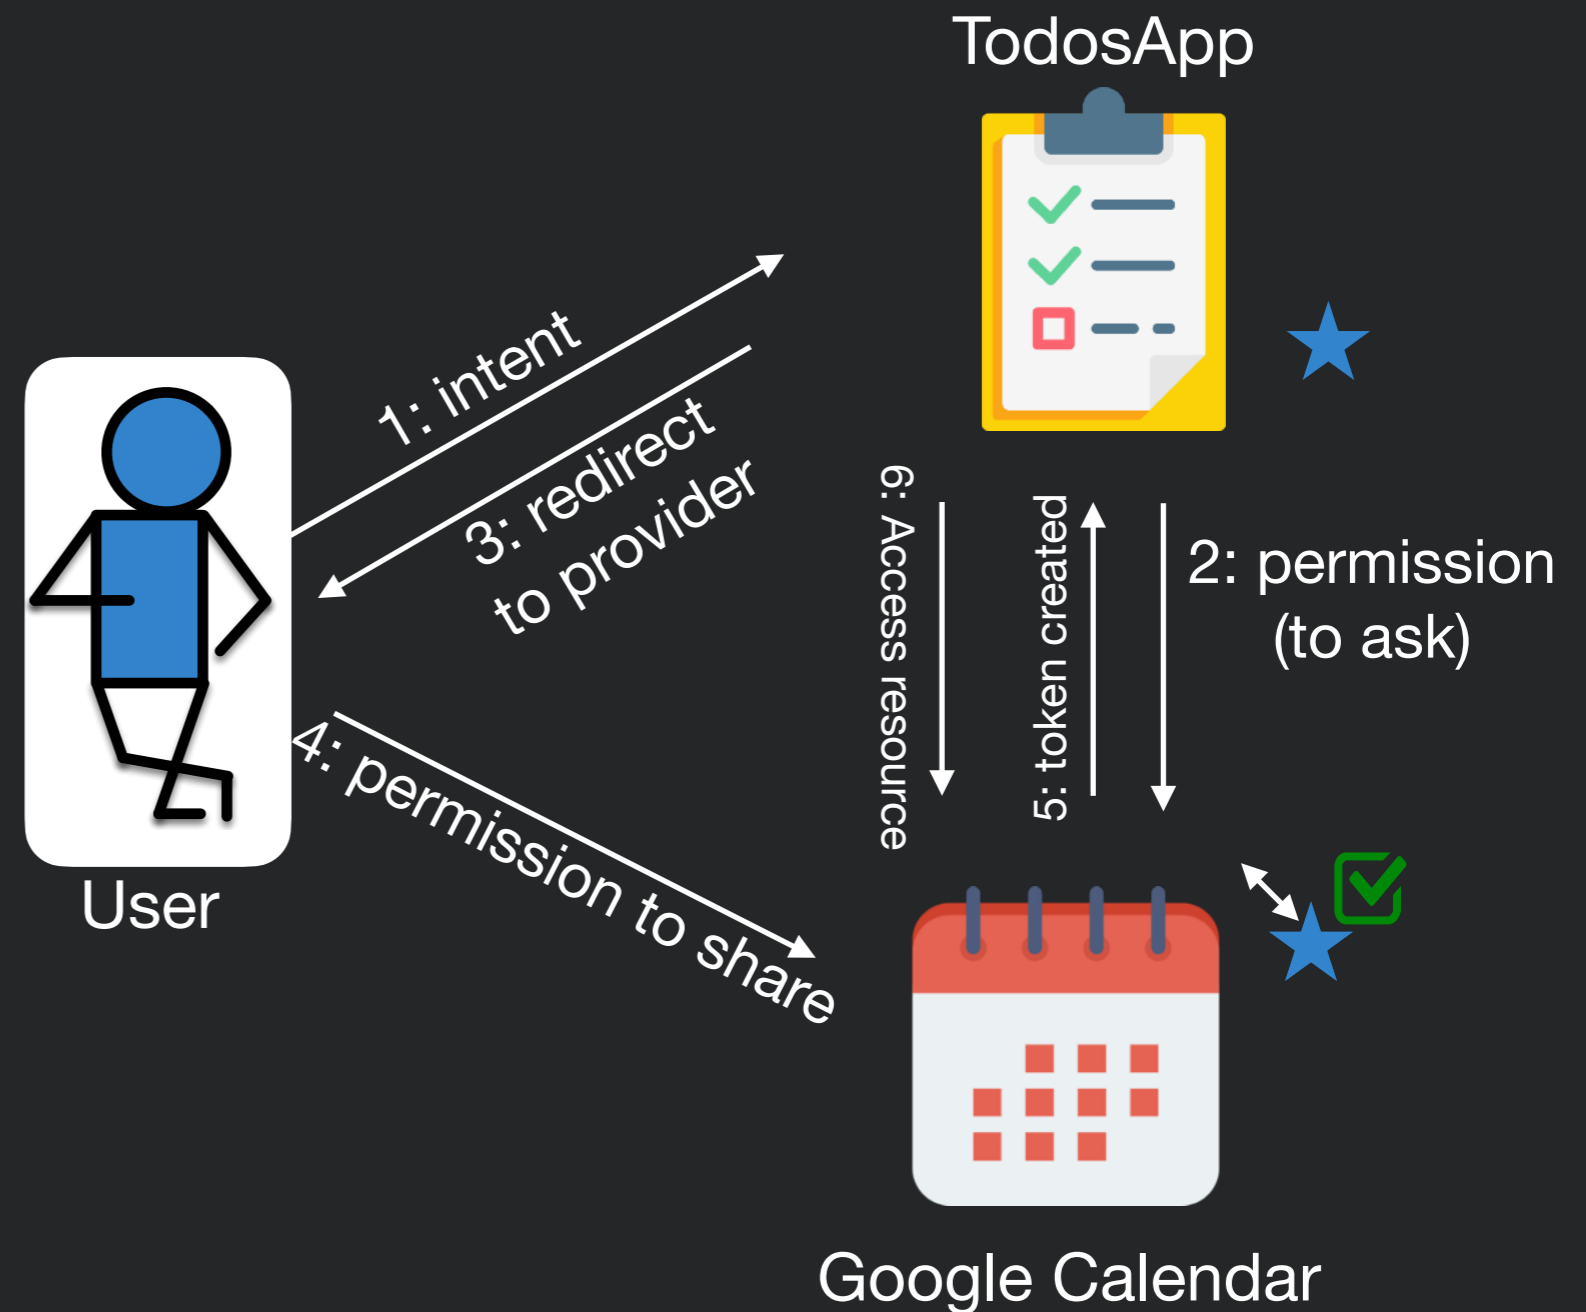 TodosApp
1: intent
3: redirect
to provider
6: Access resource
5: token created
2: permission
(to ask)
4: permission to share
User
Google Calendar